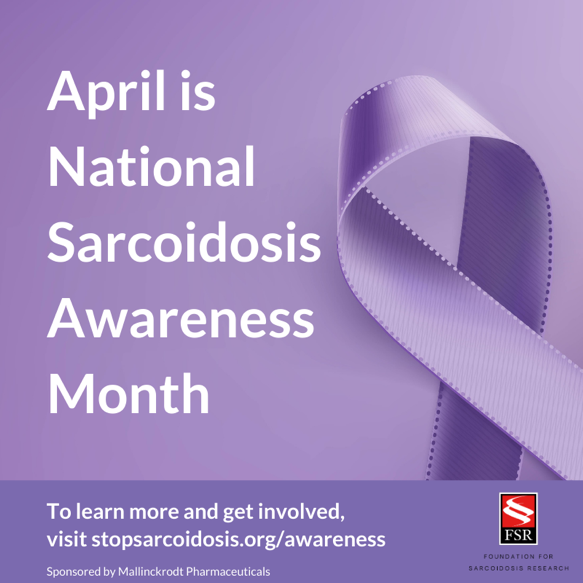 April is
National
Sarcoidosis
Awareness
Month
To learn more and get involved,
visit stopsarcoidosis.org/awareness
Sponsored by Mallinckrodt Pharmaceuticals
FSR
FOUNDATION FOR
SARCOIDOSIS RESEARCH